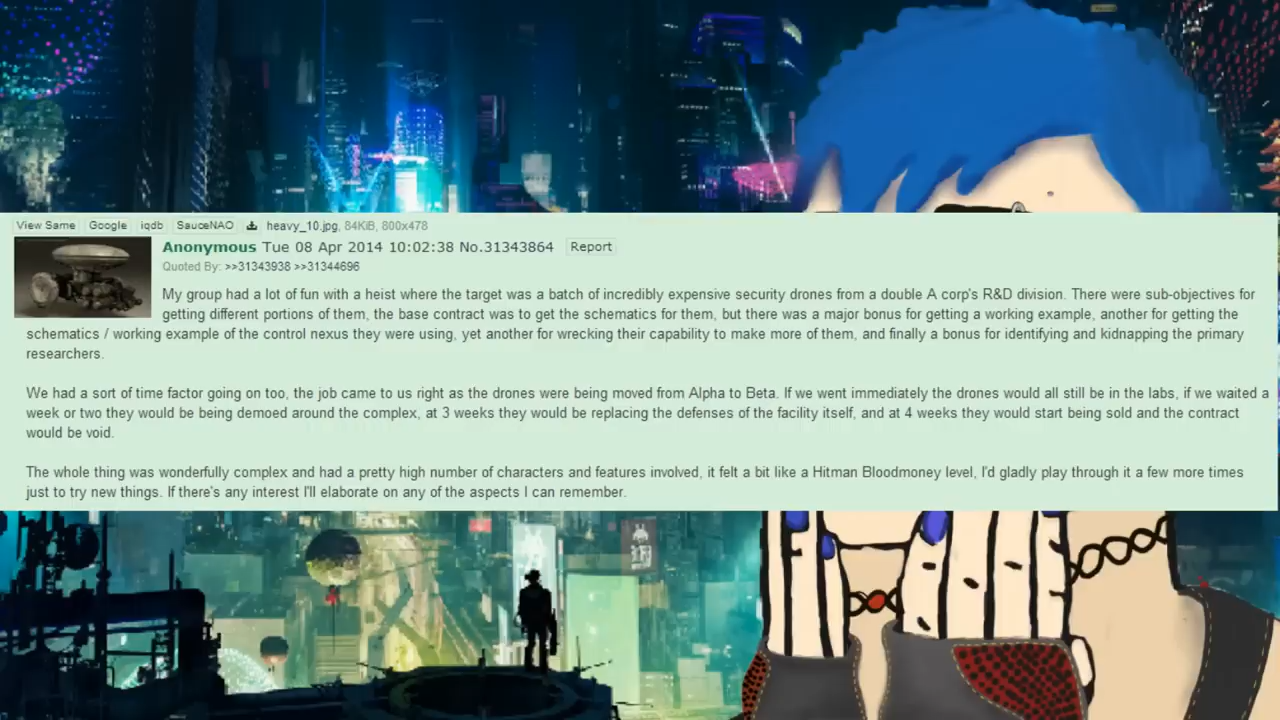 View Same Google iqdb SauceNAO heavy_10.jpg, 84KiB, 800x478
Anonymous Tue 08 Apr 2014 10:02:38 No.31343864 Report
Quoted By: >>31343938 >>31344696
My group had a lot of fun with a heist where the target was a batch of incredibly expensive security drones from a double A corp's R&D division. There were sub-objectives for
getting different portions of them, the base contract was to get the schematics for them, but there was a major bonus for getting a working example, another for getting the
schematics / working example of the control nexus they were using, yet another for wrecking their capability to make more of them, and finally a bonus for identifying and kidnapping the primary
researchers.
We had a sort of time factor going on too, the job came to us right as the drones were being moved from Alpha to Beta. If we went immediately the drones would all still be in the labs, if we waited a
week or two they would be being demoed around the complex, at 3 weeks they would be replacing the defenses of the facility itself, and at 4 weeks they would start being sold and the contract
would be void.
The whole thing was wonderfully complex and had a pretty high number of characters and features involved, it felt a bit like a Hitman Bloodmoney level, I'd gladly play through it a few more times
just to try new things. If there's any interest I'll elaborate on any of the aspects I can remember.